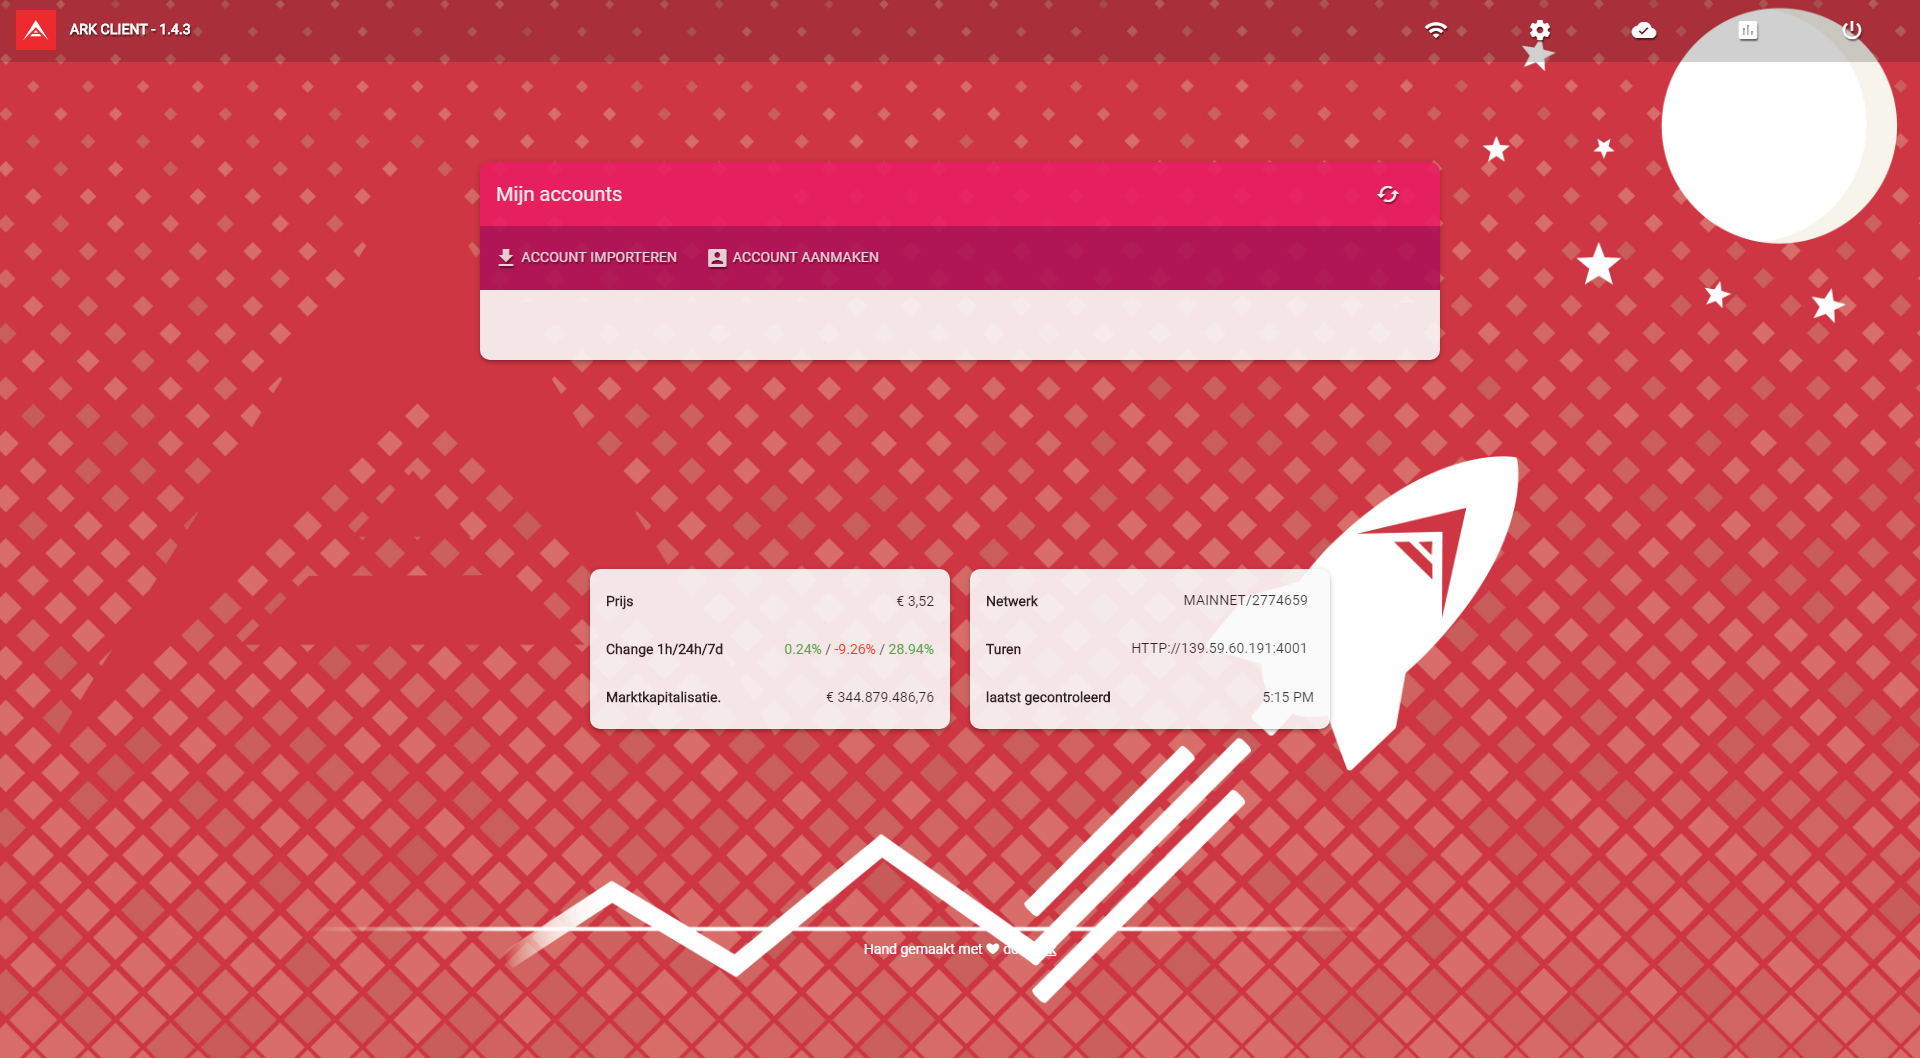 ARK CLIENT - 1.4.3
Mijn accounts
ACCOUNT IMPORTEREN ACCOUNT AANMAKEN
Prijs € 3,52
Change 1h/24h/7d 0.24% / -9.26% / 28.94%
Marktkapitalisatie. € 344.879.486,76
Netwerk MAINNET/2774659
Turen HTTP://139.59.60.191:4001
laatst gecontroleerd 5:15 PM
Hand gemaakt met